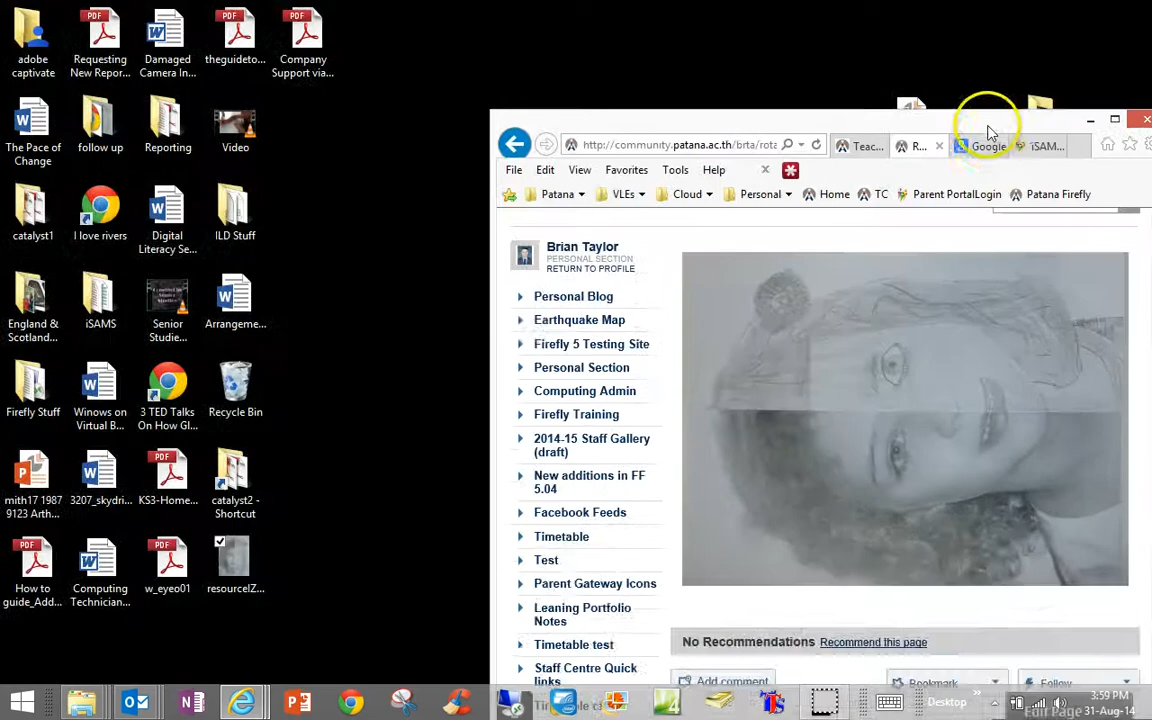 adobe
captivate
Requesting
New Repor...
Damaged
Camera In...
theguideto...
Company
Support via...
The Pace of
Change
follow up
Reporting
Video
catalyst1
I love rivers
Digital
Literacy Se...
ILD Stuff
England &
Scotland...
iSAMS
Senior
Studie...
Arrangeme...
Firefly Stuff
Winows on
Virtual B...
3 TED Talks
On How Gl...
Recycle Bin
mith17 1987
9123 Arth...
3207_skydri...
KS3-Home...
catalyst2 -
Shortcut
How to
guide_Add...
Computing
Technician...
w_eyeo01
resourceIZ...
http://community.patana.ac.th/brta/rota
Teac...
R...
Google
iSAM...
File Edit View Favorites Tools Help
Patana VLEs Cloud Personal Home TC Parent PortalLogin Patana Firefly
Brian Taylor
PERSONAL SECTION
RETURN TO PROFILE
Personal Blog
Earthquake Map
Firefly 5 Testing Site
Personal Section
Computing Admin
Firefly Training
2014-15 Staff Gallery
(draft)
New additions in FF
5.04
Facebook Feeds
Timetable
Test
Parent Gateway Icons
Leaning Portfolio
Notes
Timetable test
Staff Centre Quick
links
No Recommendations Recommend this page
Add comment
Bookmark
Follow
Desktop
3:59 PM
31-Aug-14
Edit Page